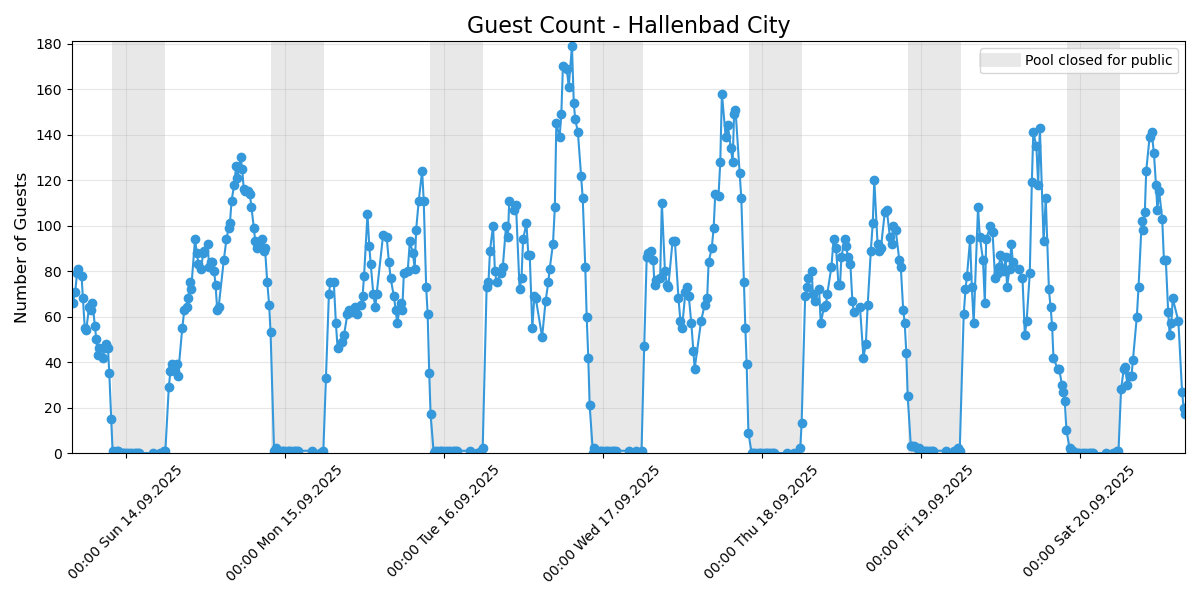 Guest Count - Hallenbad City
Pool closed for public
Number of Guests
180
160
140
120
100
80
60
40
20
0
00:00 Sun 14.09.2025
00:00 Mon 15.09.2025
00:00 Tue 16.09.2025
00:00 Wed 17.09.2025
00:00 Thu 18.09.2025
00:00 Fri 19.09.2025
00:00 Sat 20.09.2025